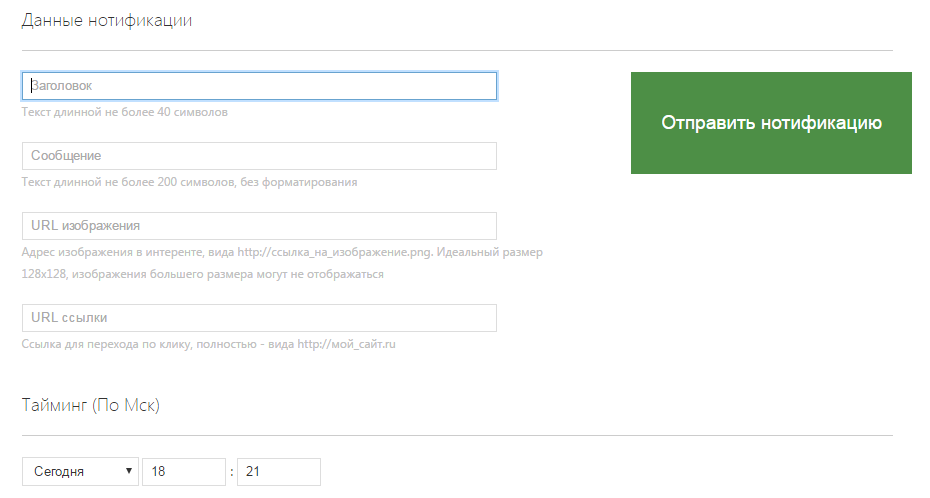 Данные нотификации
Заголовок
Текст длинной не более 40 символов
Отправить нотификацию
Сообщение
Текст длинной не более 200 символов, без форматирования
URL изображения
Адрес изображения в интеренте, вида http://ссылка_на_изображение.png. Идеальный размер
128x128, изображения большего размера могут не отображаться
URL ссылки
Ссылка для перехода по клику, полностью - вида http://мой_сайт.ru
Тайминг (По Мск)
Сегодня 18 : 21